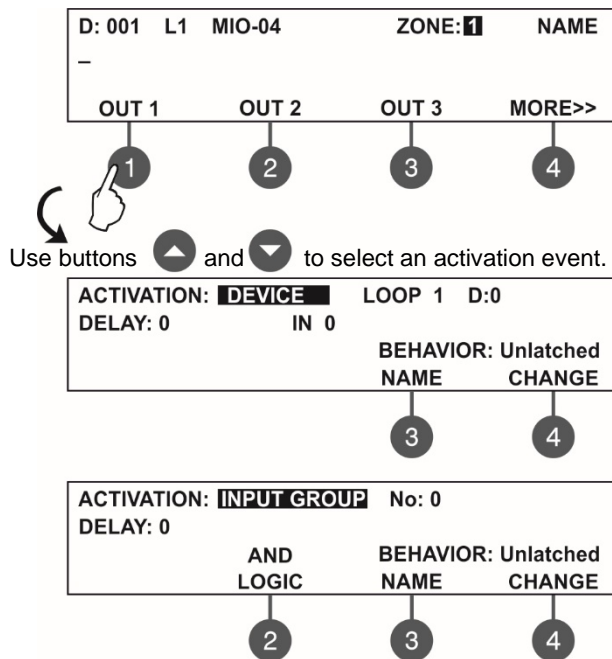 D: 001 L1 MIO-04 ZONE:1 NAME
–
OUT 1 OUT 2 OUT 3 MORE>>
1 2 3 4
Use buttons and to select an activation event.
ACTIVATION: DEVICE LOOP 1 D:0
DELAY: 0 IN 0
BEHAVIOR: Unlatched
NAME CHANGE
3 4
ACTIVATION: INPUT GROUP No: 0
DELAY: 0
AND BEHAVIOR: Unlatched
LOGIC NAME CHANGE
2 3 4